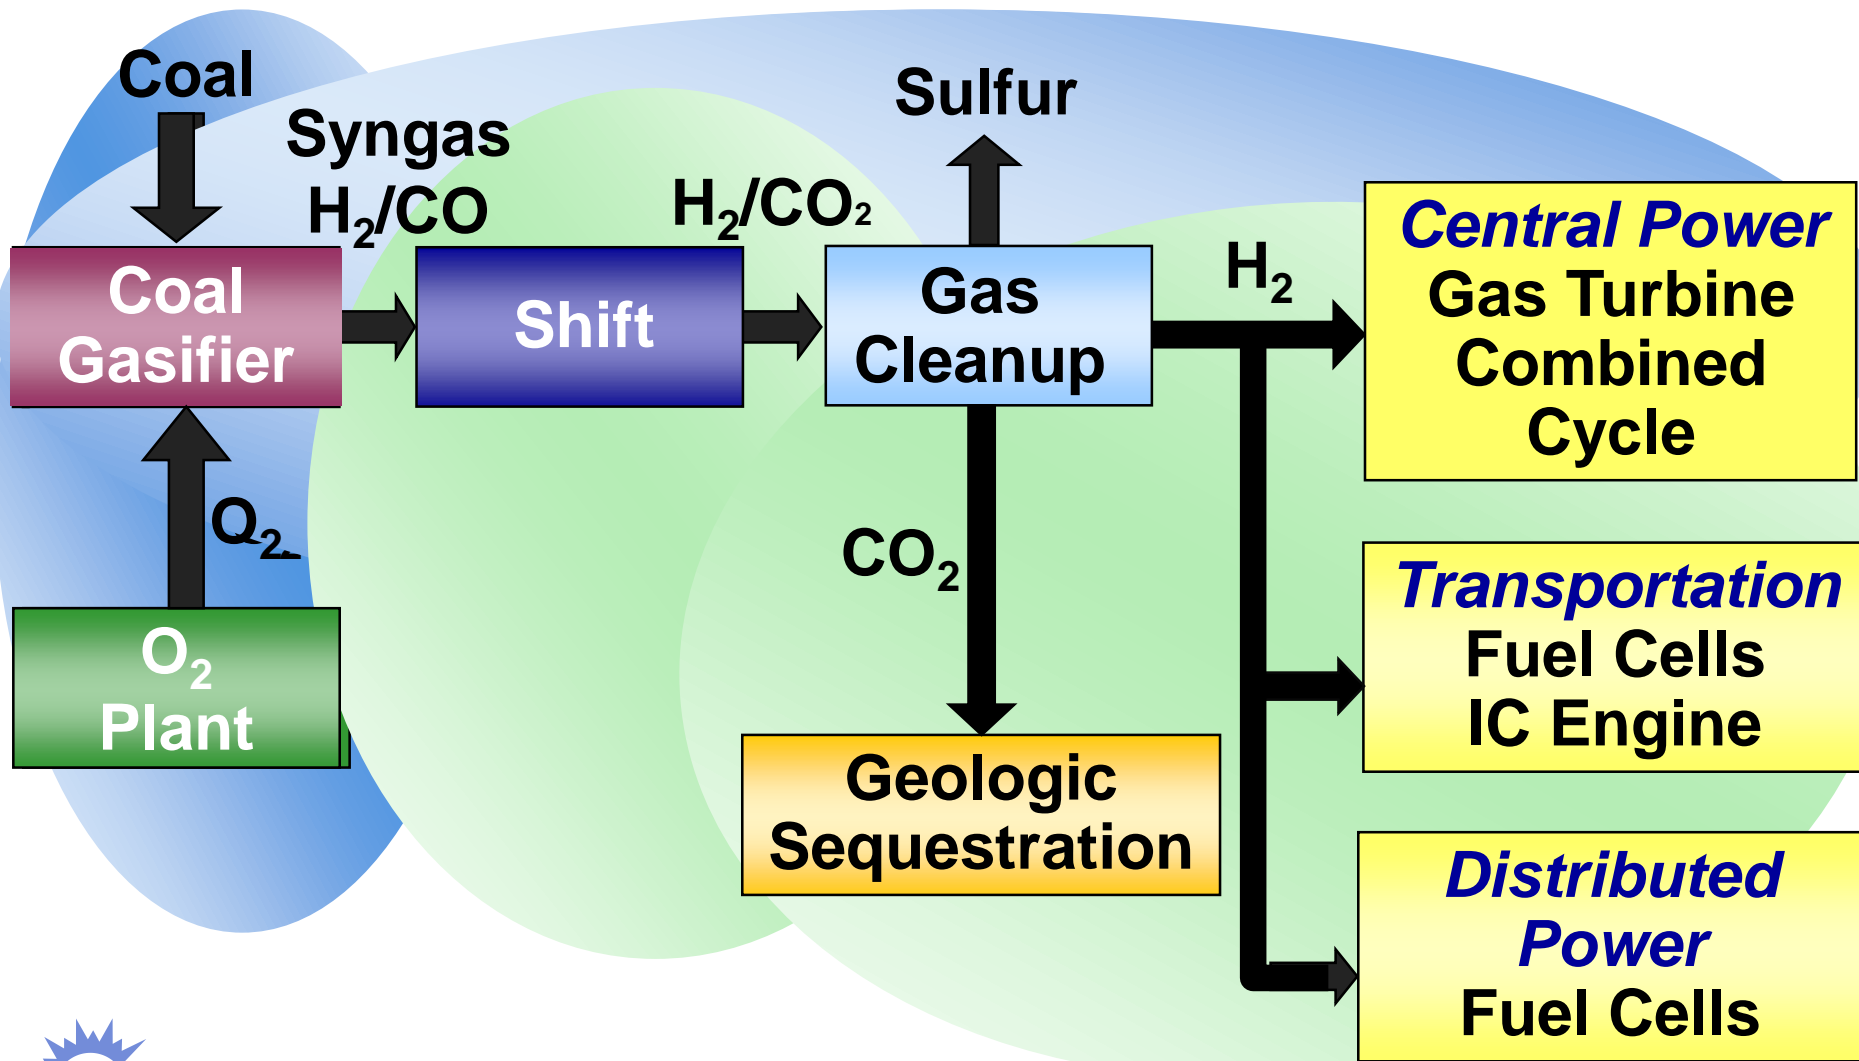 Coal
Syngas
H₂/CO
H₂/CO₂
Sulfur
Coal
Gasifier
Shift
Gas
Cleanup
H₂
Central Power
Gas Turbine
Combined
Cycle
O₂
O₂
Plant
CO₂
Geologic
Sequestration
Transportation
Fuel Cells
IC Engine
Distributed
Power
Fuel Cells